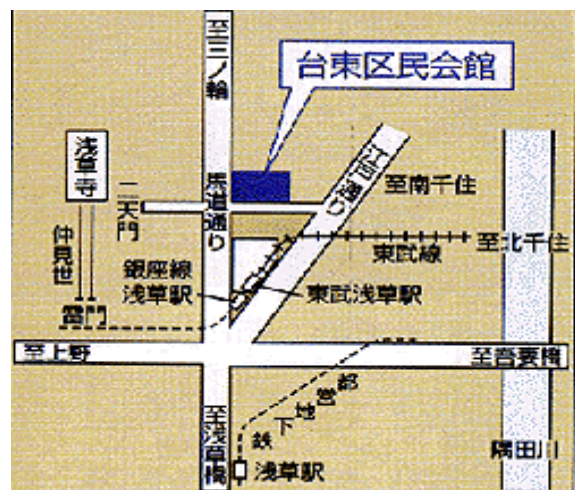 至三ノ輪
台東区民会館
浅草寺
二天門
馬道通り
江戸通り
至南千住
仲見世
東武線
至北千住
銀座線
浅草駅
東武浅草駅
雷門
至上野
至吾妻橋
至浅草橋
都営地下鉄
浅草駅
隅田川